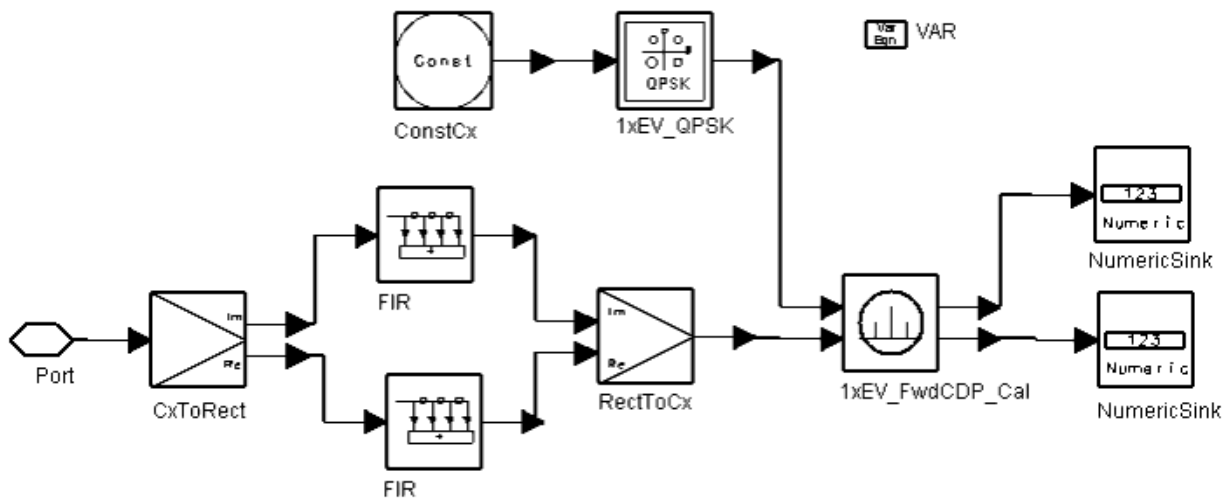 Const
ConstCx
QPSK
1xEV_QPSK
Var
Eqn
VAR
FIR
123
Numeric
NumericSink
Port
Im
Re
CxToRect
Im
Re
RectToCx
1xEV_FwdCDP_Cal
123
Numeric
NumericSink
FIR